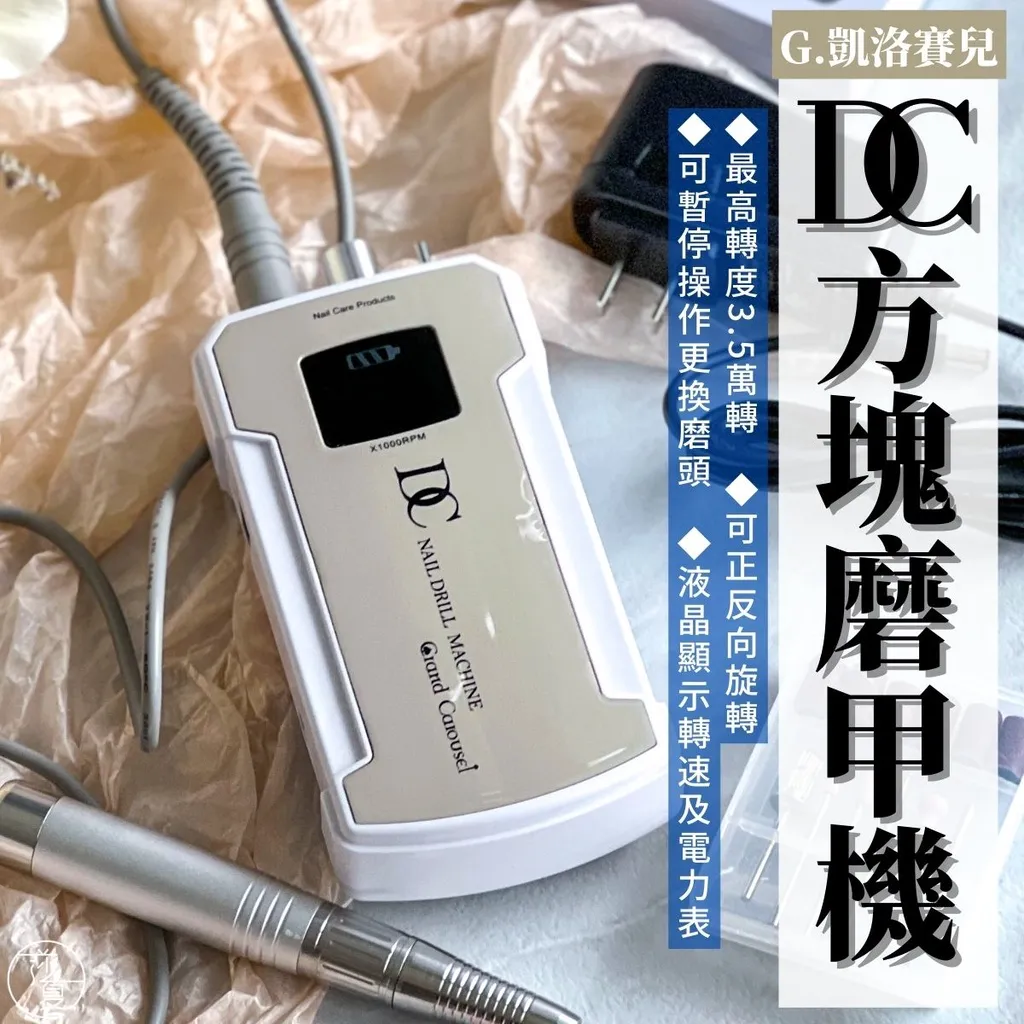 G.凱洛賽兒
DC方塊磨甲機
◆最高轉度3.5萬轉 ◆可正反向旋轉
◆可暫停操作更換磨頭 ◆液晶顯示轉速及電力表
Nail Care Products
X1000RPM
DC
NAIL DRILL MACHINE
Grand Carousel